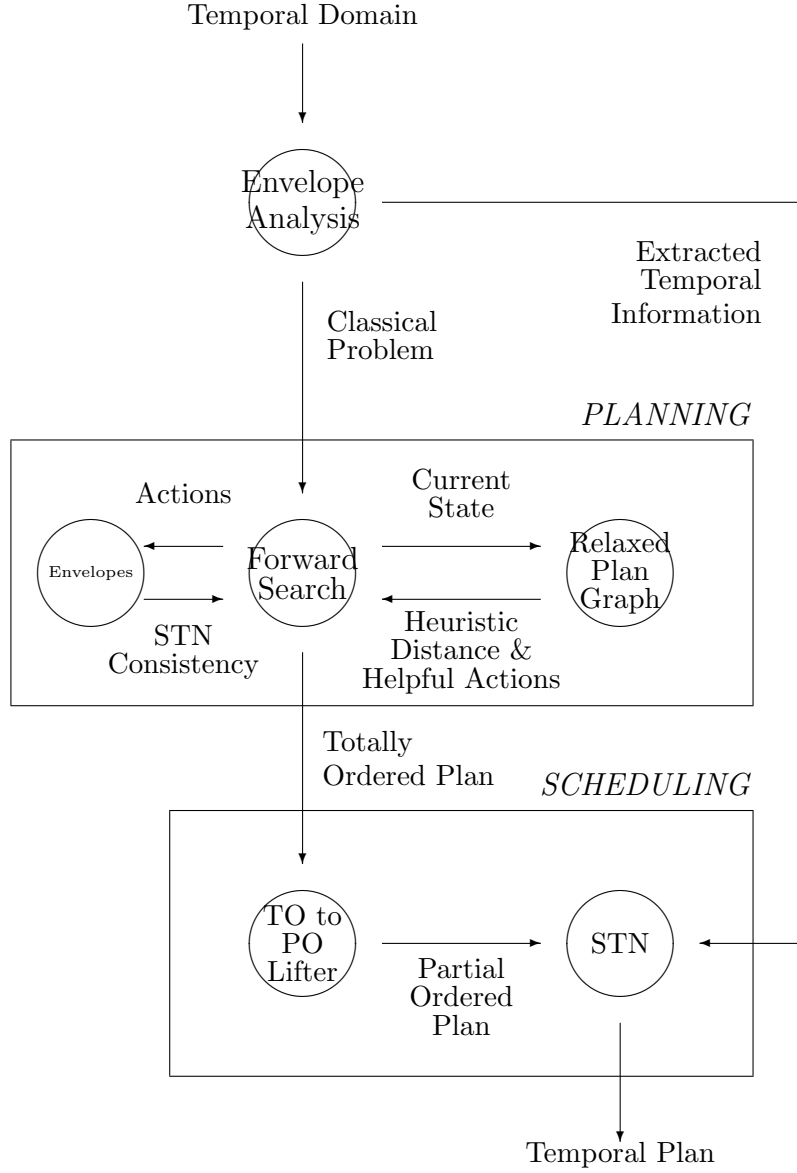 Temporal Domain
Envelope
Analysis
Extracted
Temporal
Information
Classical
Problem
PLANNING
Actions
Current
State
Envelopes
Forward
Search
Relaxed
Plan
Graph
STN
Consistency
Heuristic
Distance &
Helpful Actions
Totally
Ordered Plan
SCHEDULING
TO to
PO
Lifter
STN
Partial
Ordered
Plan
Temporal Plan